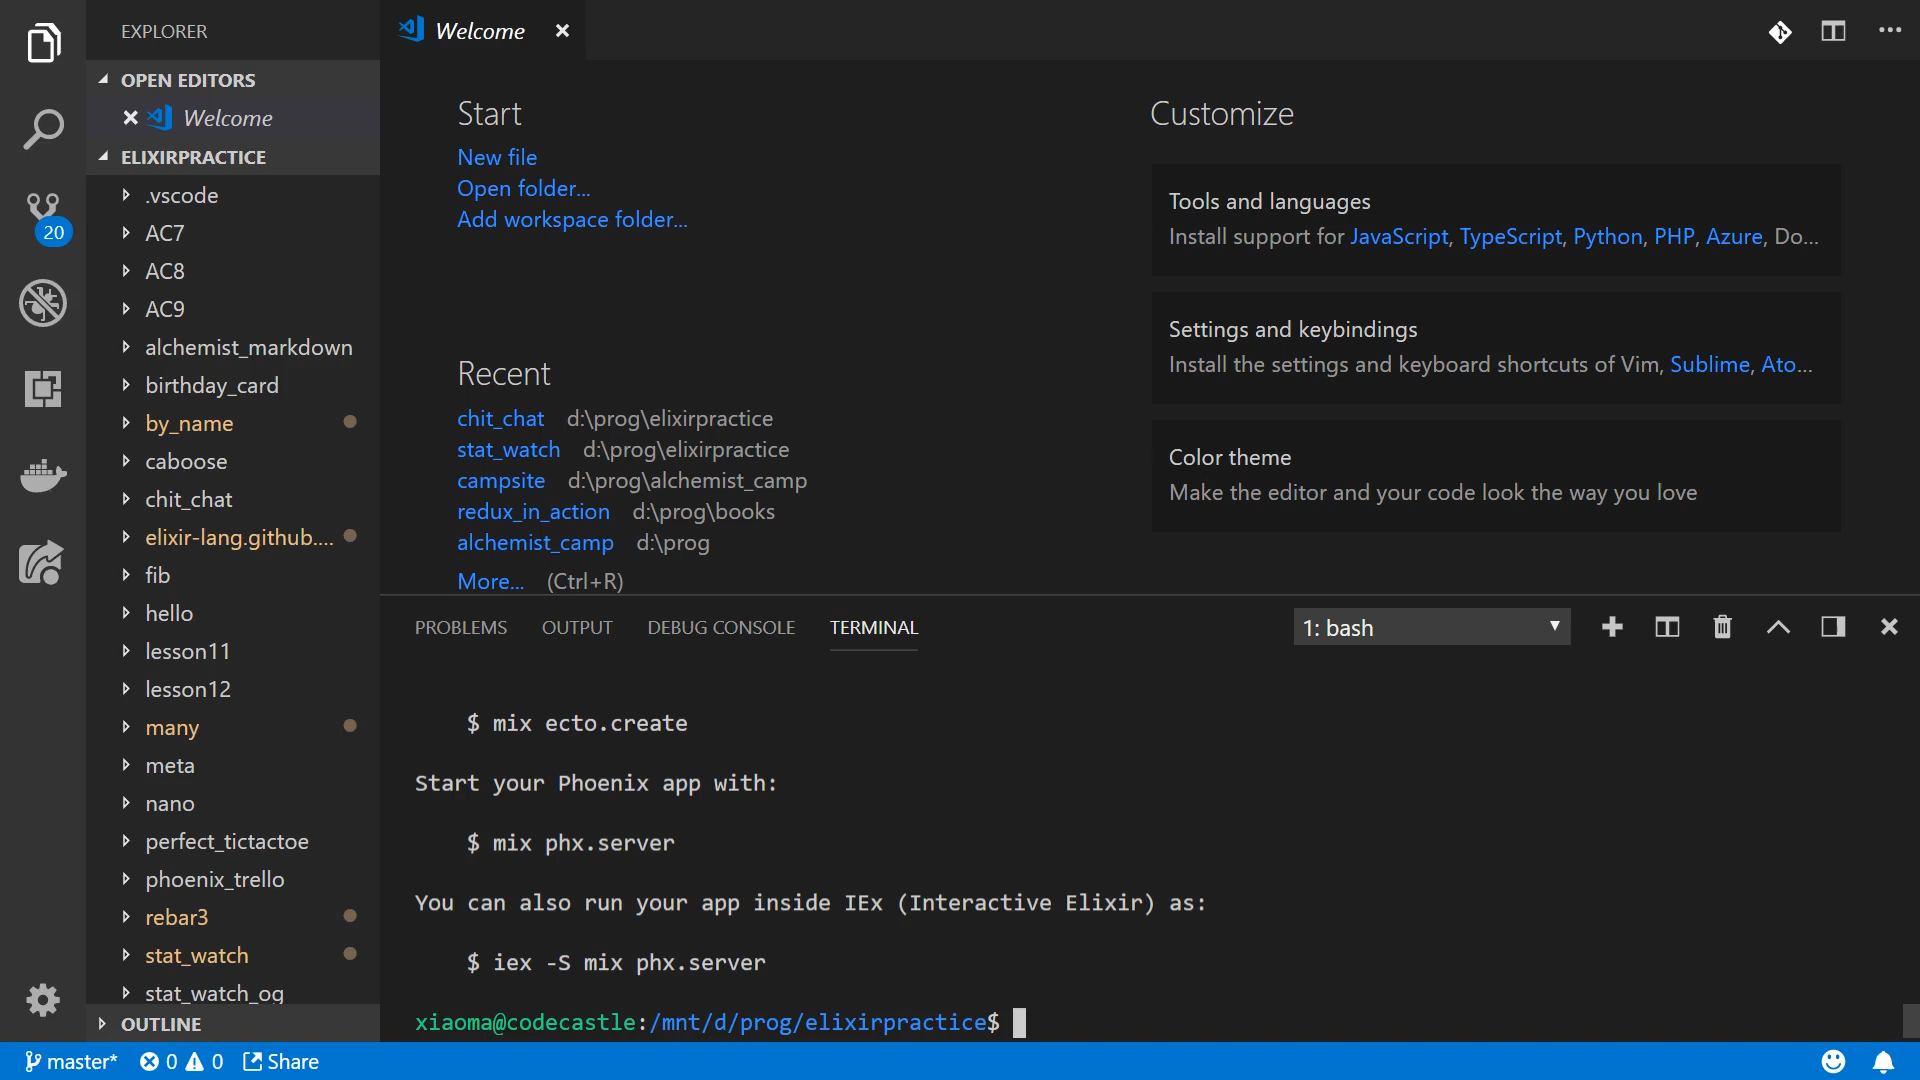 EXPLORER
OPEN EDITORS
Welcome
ELIXIRPRACTICE
.vscode
AC7
AC8
AC9
alchemist_markdown
birthday_card
by_name
caboose
chit_chat
elixir-lang.github....
fib
hello
lesson11
lesson12
many
meta
nano
perfect_tictactoe
phoenix_trello
rebar3
stat_watch
stat_watch_og
OUTLINE
20
Welcome
Start
New file
Open folder...
Add workspace folder...
Recent
chit_chat d:\prog\elixirpractice
stat_watch d:\prog\elixirpractice
campsite d:\prog\alchemist_camp
redux_in_action d:\prog\books
alchemist_camp d:\prog
More... (Ctrl+R)
Customize
Tools and languages
Install support for JavaScript, TypeScript, Python, PHP, Azure, Do...
Settings and keybindings
Install the settings and keyboard shortcuts of Vim, Sublime, Ato...
Color theme
Make the editor and your code look the way you love
PROBLEMS OUTPUT DEBUG CONSOLE TERMINAL 1: bash
$ mix ecto.create
Start your Phoenix app with:
$ mix phx.server
You can also run your app inside IEx (Interactive Elixir) as:
$ iex -S mix phx.server
xiaoma@codecastle:/mnt/d/prog/elixirpractice$
master* 0 0 Share